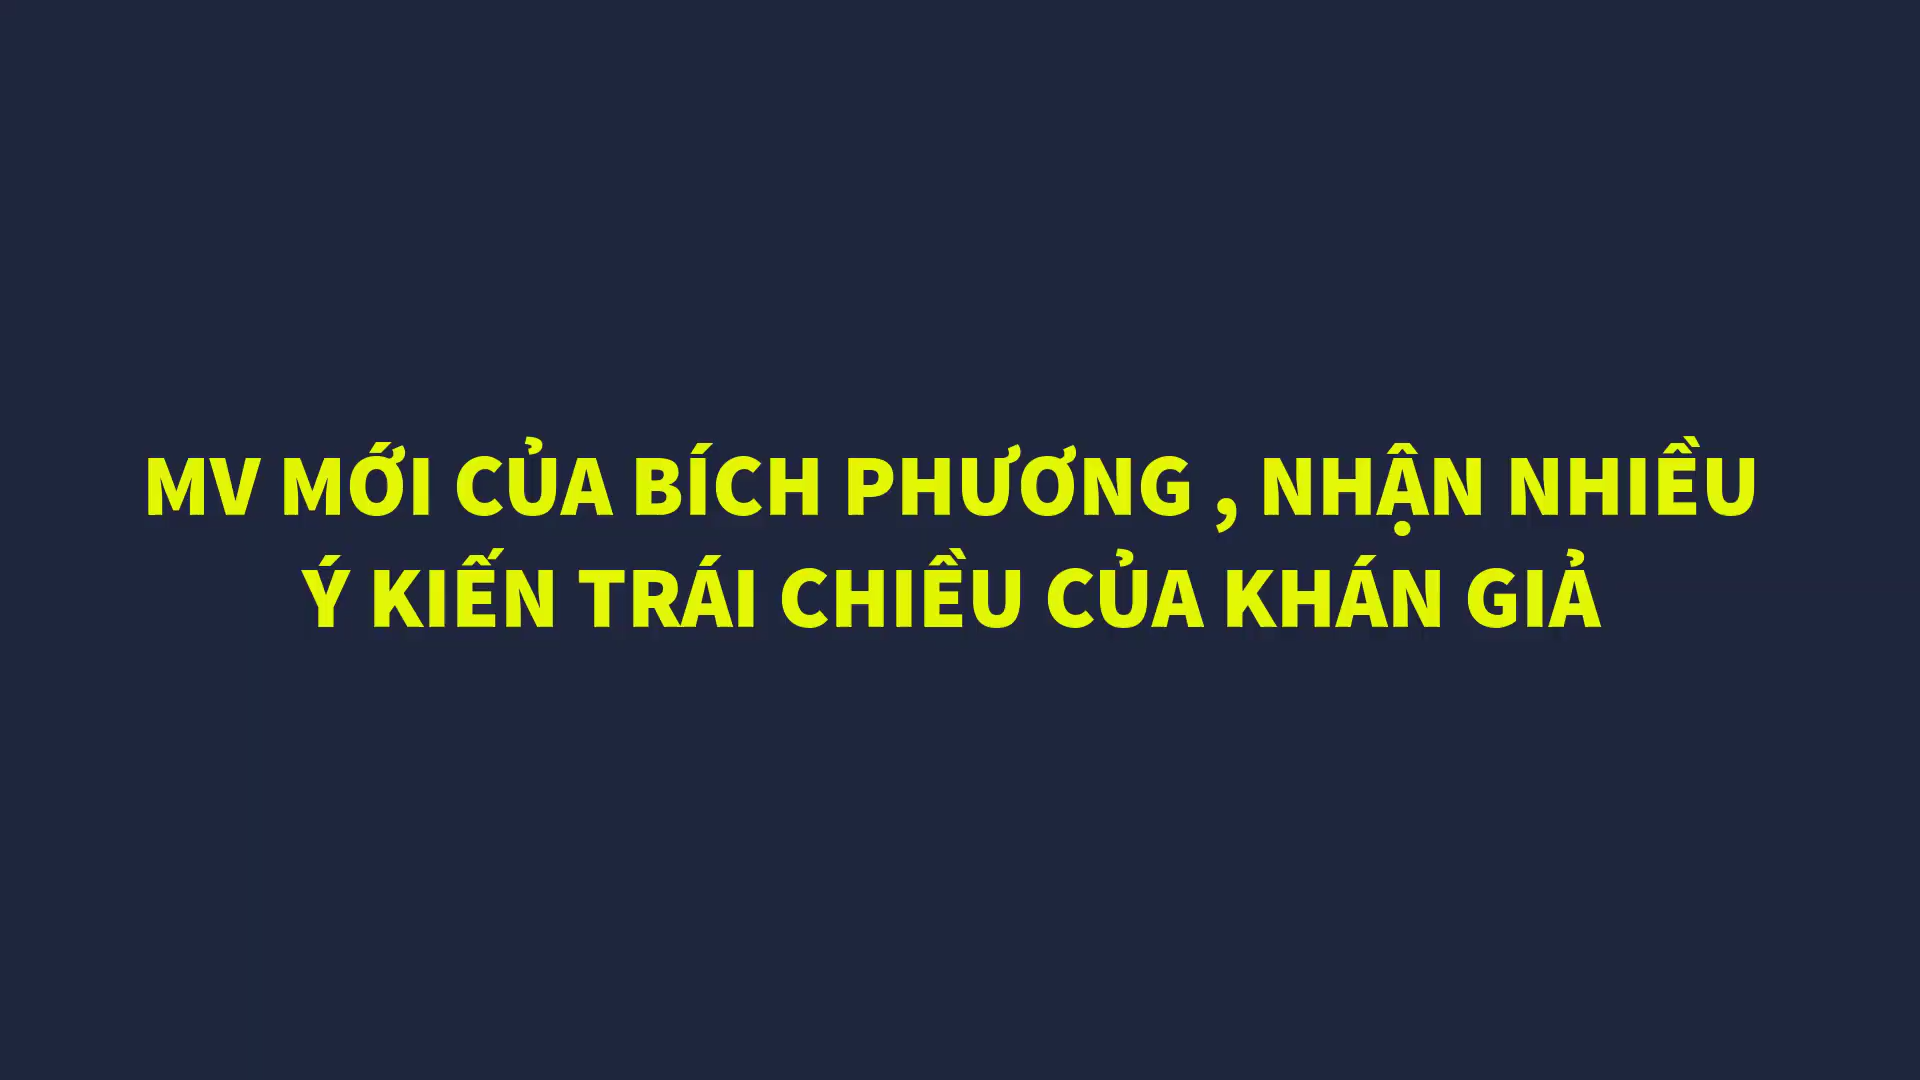 MV MỚI CỦA BÍCH PHƯƠNG , NHẬN NHIỀU
Ý KIẾN TRÁI CHIỀU CỦA KHÁN GIẢ